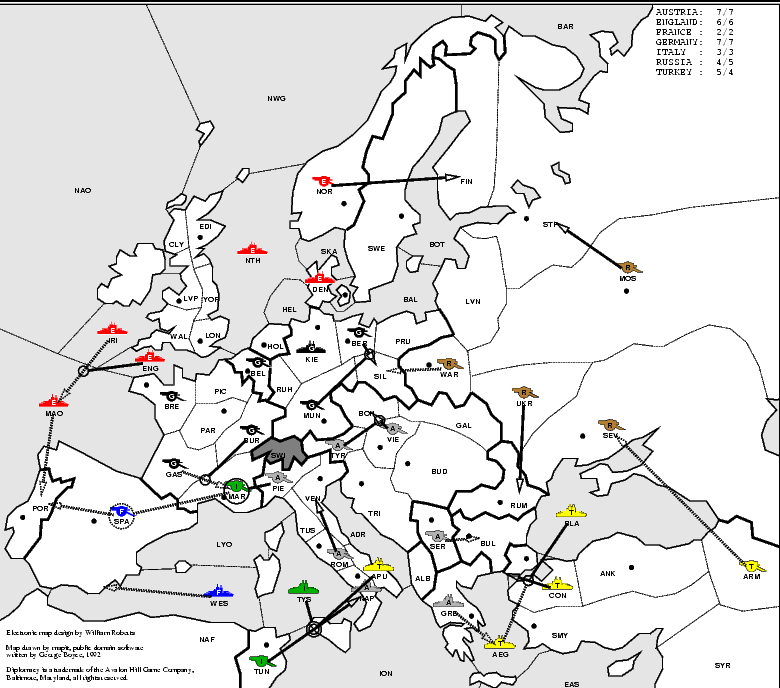 AUSTRIA: 7/7
ENGLAND: 6/6
FRANCE : 2/2
GERMANY: 7/7
ITALY : 3/3
RUSSIA : 4/5
TURKEY : 5/4
BAR
NWG
NAO
E
NOR
FIN
EDI
CLY
STP
SWE
BOT
SKA
E
NTH
R
MOS
E
DEN
LVP
YOR
BAL
LVN
HEL
E
IRI
WAL
LON
HOL
G
KIE
G
BER
PRU
E
ENG
G
BEL
SIL
R
WAR
RUH
PIC
E
MAO
G
BRE
G
MUN
BOH
GAL
R
UKR
PAR
G
BUR
A
TYR
A
VIE
R
SEV
SWI
BUD
G
GAS
I
MAR
A
PIE
VEN
RUM
POR
F
SPA
TRI
T
BLA
LYO
TUS
ADR
A
SER
BUL
A
ROM
T
APU
ALB
ANK
T
ARM
F
WES
I
TYS
A
NAP
A
GRE
T
CON
Electronic map design by William Roberts
NAF
SMY
Map drawn by mapit, public domain software
written by George Boyce, 1992
T
AEG
I
TUN
ION
SYR
Diplomacy is a trademark of the Avalon Hill Game Company,
Baltimore, Maryland, all rights reserved.
EAS